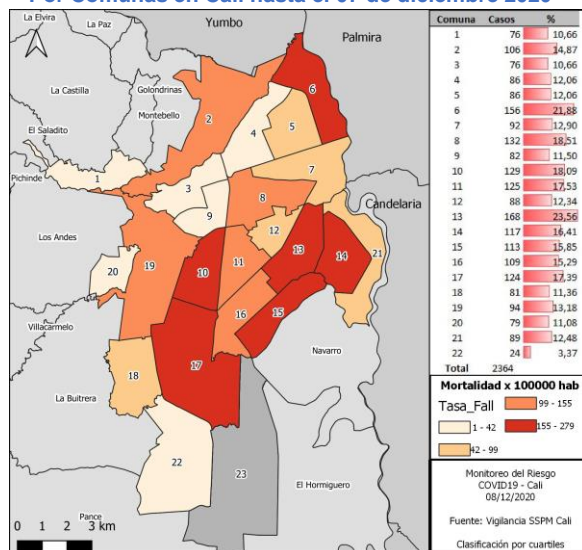 Por Comunas en Cali hasta el 07 de diciembre 2020
La Elvira
La Paz
Yumbo
Palmira
La Castilla
Golondrinas
Montebello
El Saladito
Pichinde
Los Andes
Candelaria
Villacarmelo
La Buitrera
Navarro
El Hormiguero
Pance
1
2
3
4
5
6
7
8
9
10
11
12
13
14
15
16
17
18
19
20
21
22
23
0 1 2 3 km
Comuna Casos %
1 76 10,66
2 106 14,87
3 76 10,66
4 86 12,06
5 86 12,06
6 156 21,88
7 92 12,90
8 132 18,51
9 82 11,50
10 129 18,09
11 125 17,53
12 88 12,34
13 168 23,56
14 117 16,41
15 113 15,85
16 109 15,29
17 124 17,39
18 81 11,36
19 94 13,18
20 79 11,08
21 89 12,48
22 24 3,37
Total 2364
Mortalidad x 100000 hab
Tasa_Fall
1 - 42
42 - 99
99 - 155
155 - 279
Monitoreo del Riesgo
COVID19 - Cali
08/12/2020
Fuente: Vigilancia SSPM Cali
Clasificación por cuartiles